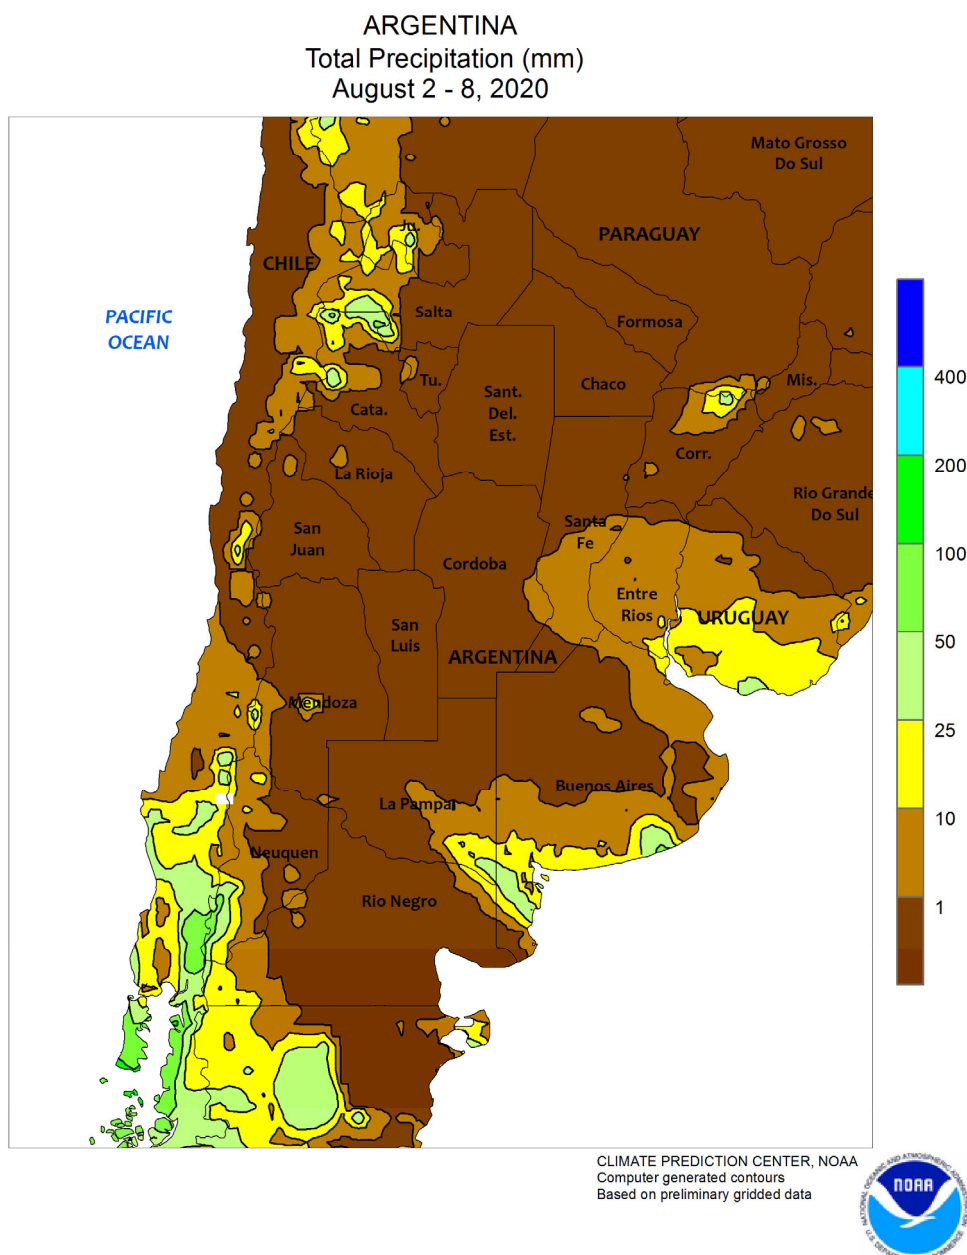 ARGENTINA
Total Precipitation (mm)
August 2 - 8, 2020
Mato Grosso
Do Sul
Ju.
PARAGUAY
CHILE
PACIFIC
OCEAN
Salta
Formosa
400
Tu.
Chaco
Mis.
Sant.
Del.
Est.
Cata.
Corr.
200
La Rioja
Rio Grande
Do Sul
San
Juan
Santa
Fe
100
Cordoba
Entre
Rios
URUGUAY
San
Luis
50
ARGENTINA
Mendoza
25
Buenos Aires
La Pampa
10
Neuquen
Rio Negro
1
CLIMATE PREDICTION CENTER, NOAA
Computer generated contours
Based on preliminary gridded data
NOAA